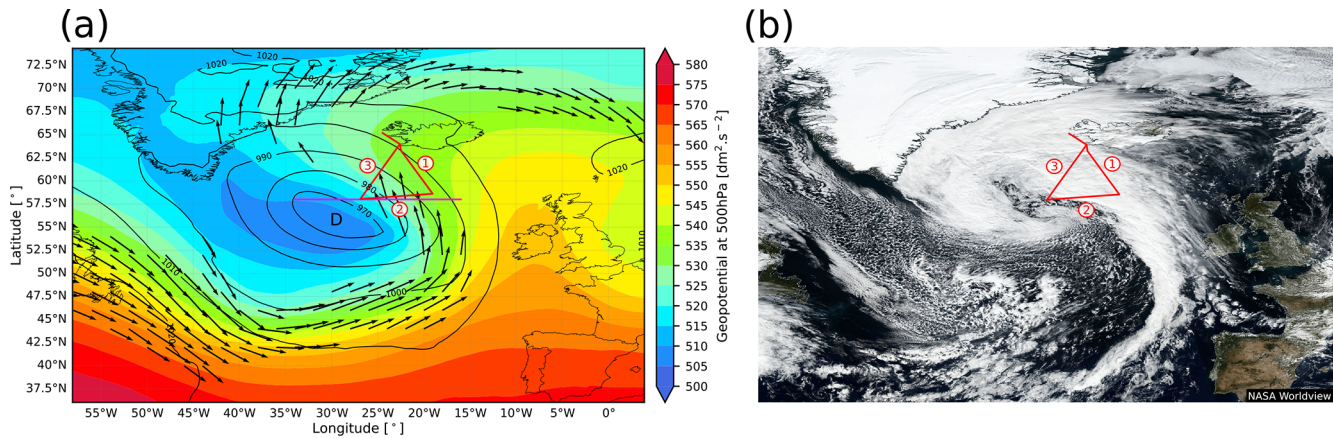 (a)
(b)
72.5°N
70°N
67.5°N
65°N
62.5°N
60°N
57.5°N
55°N
52.5°N
50°N
47.5°N
45°N
42.5°N
40°N
37.5°N
Latitude [°]
55°W 50°W 45°W 40°W 35°W 30°W 25°W 20°W 15°W 10°W 5°W 0°
Longitude [°]
1020
1020
1020
990
980
970
D
1010
1000
1020
1010
1
2
3
580
575
570
565
560
555
550
545
540
535
530
525
520
515
510
505
500
Geopotential at 500hPa [dm².s⁻²]
1
2
3
NASA Worldview